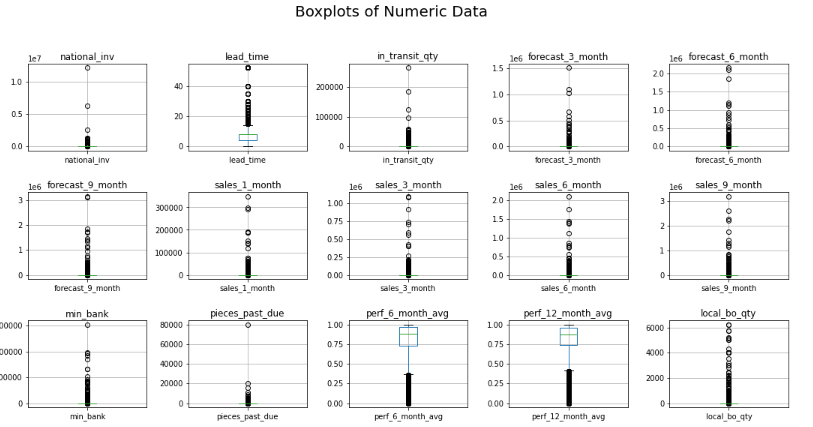 Boxplots of Numeric Data
national_inv lead_time in_transit_qty forecast_3_month forecast_6_month
1e7 1e6 1e6
1.0 0.5 0.0
40 20 0
200000 100000 0
1.5 1.0 0.5 0.0
2.0 1.5 1.0 0.5 0.0
national_inv lead_time in_transit_qty forecast_3_month forecast_6_month
forecast_9_month sales_1_month sales_3_month sales_6_month sales_9_month
1e6 1e6 1e6 1e6
3 2 1 0
300000 200000 100000 0
1.00 0.75 0.50 0.25 0.00
2.0 1.5 1.0 0.5 0.0
3 2 1 0
forecast_9_month sales_1_month sales_3_month sales_6_month sales_9_month
min_bank pieces_past_due perf_6_month_avg perf_12_month_avg local_bo_qty
0
80000 60000 40000 20000 0
1.00 0.75 0.50 0.25 0.00
1.00 0.75 0.50 0.25 0.00
6000 4000 2000 0
min_bank pieces_past_due perf_6_month_avg perf_12_month_avg local_bo_qty